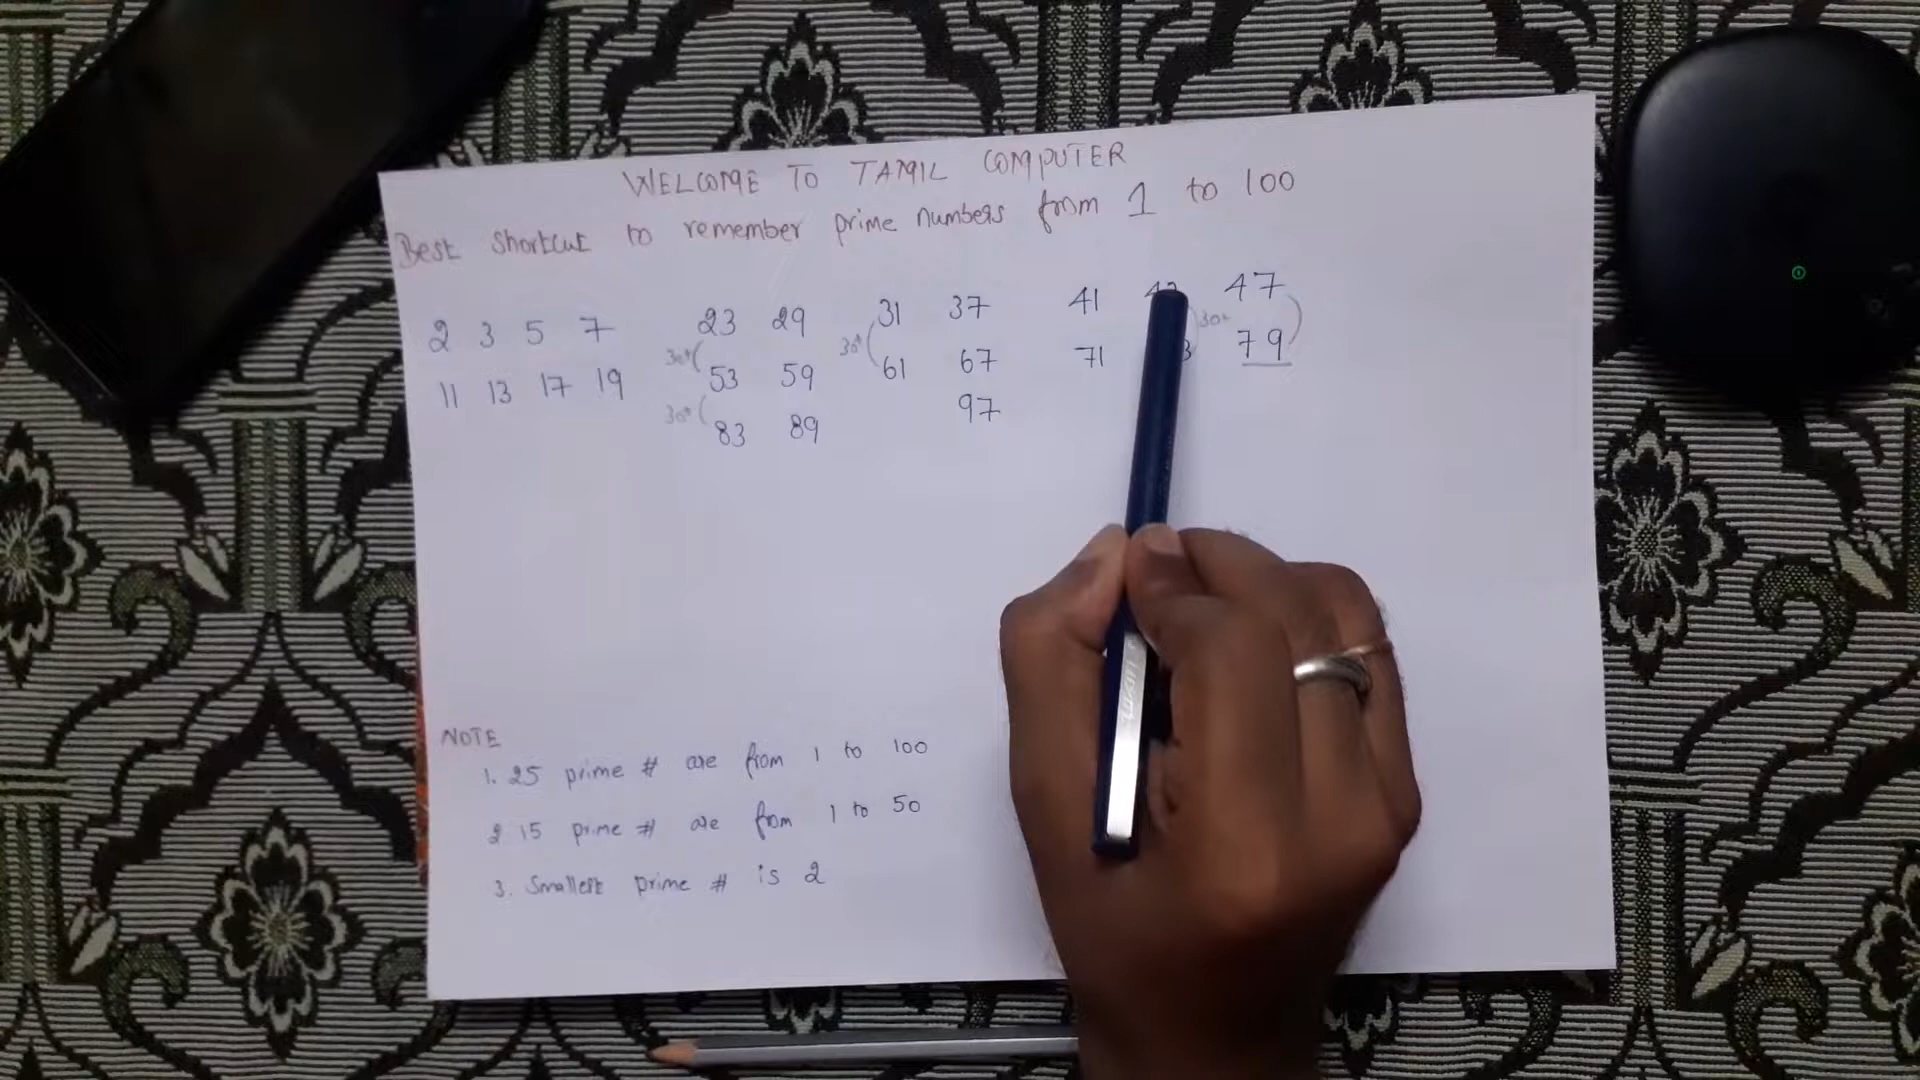 WELCOME TO TAMIL COMPUTER
Best shortcut to remember prime numbers from 1 to 100
2 3 5 7 23 29 31 37 41 47
30+ 30+ 30+
11 13 17 19 53 59 61 67 71 79
30+
83 89 97
NOTE
1. 25 prime # are from 1 to 100
2 15 prime # are from 1 to 50
3. Smallest prime # is 2